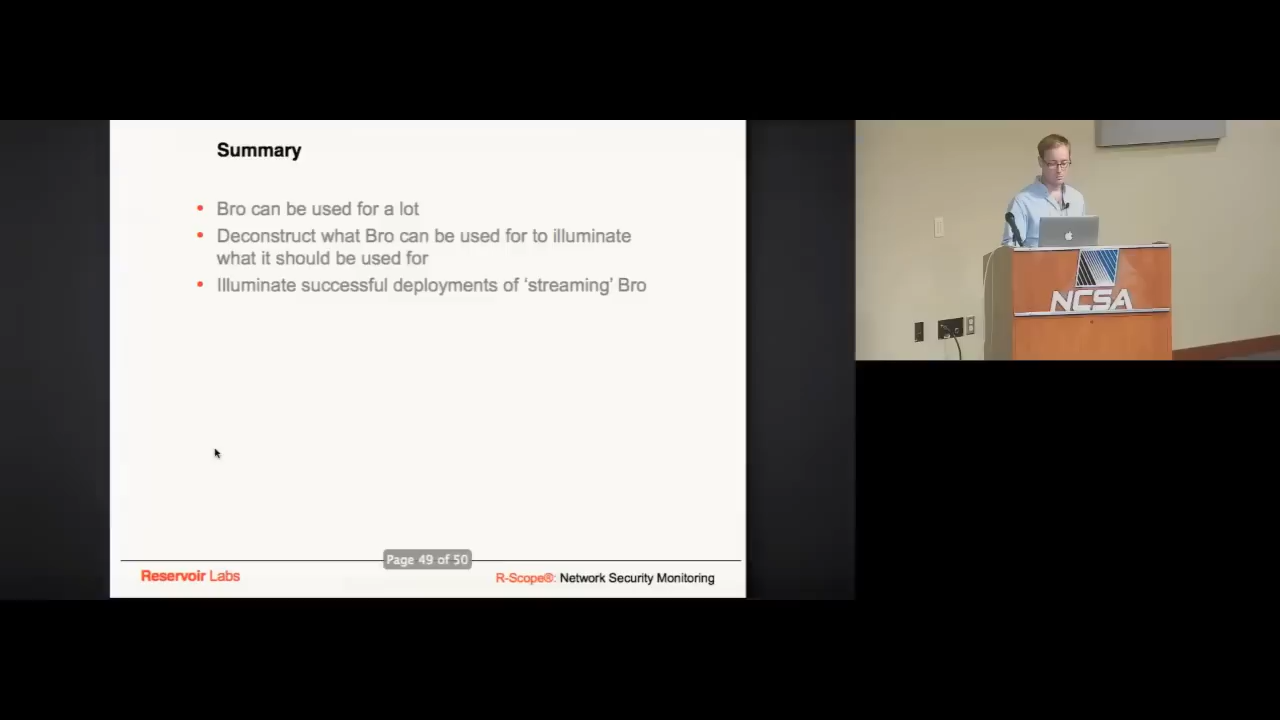 Summary
• Bro can be used for a lot
• Deconstruct what Bro can be used for to illuminate
what it should be used for
• Illuminate successful deployments of ‘streaming’ Bro
Page 49 of 50
Reservoir Labs
R-Scope®: Network Security Monitoring
NCSA